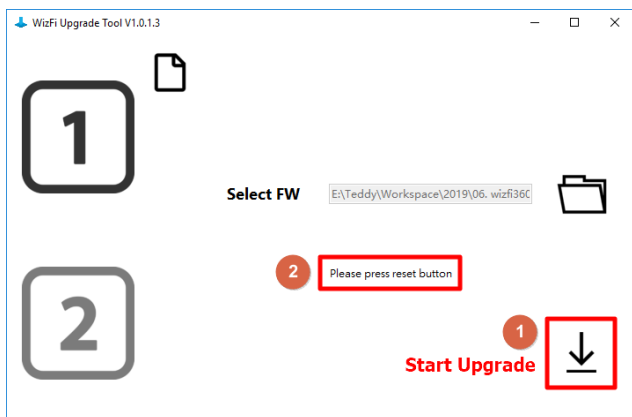 WizFi Upgrade Tool V1.0.1.3
1
Select FW E:\Teddy\Workspace\2019\06. wizfi360
2 Please press reset button
2
1
Start Upgrade